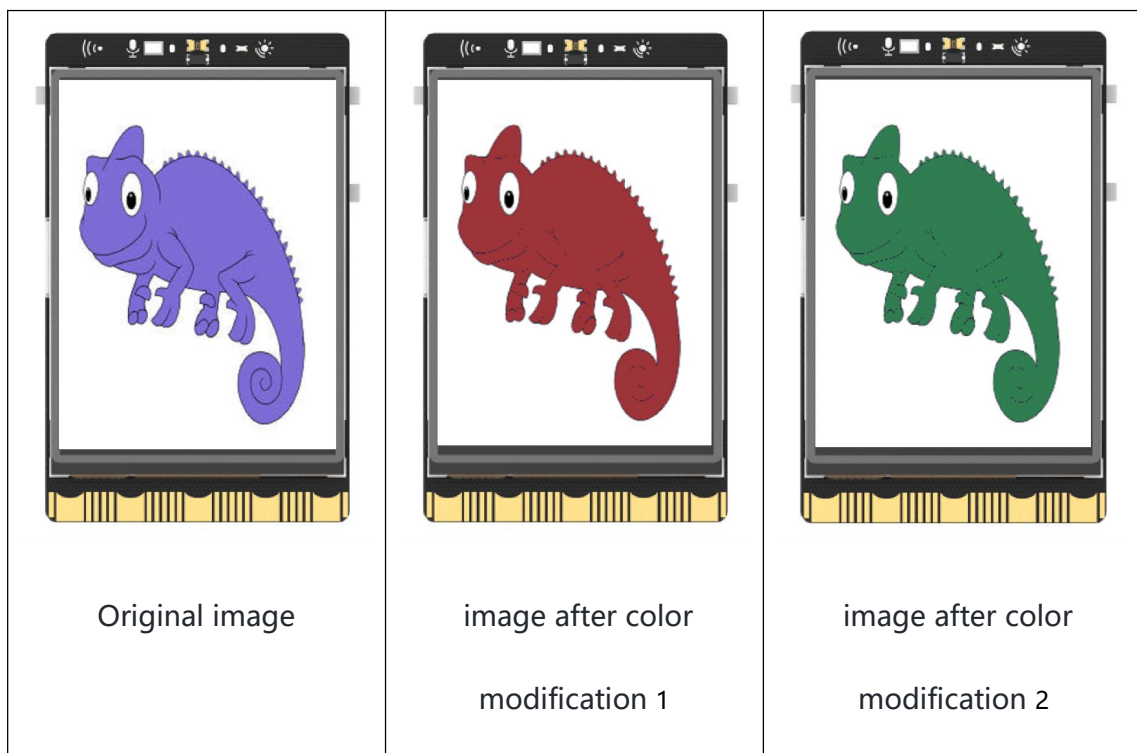 Original image
image after color
modification 1
image after color
modification 2